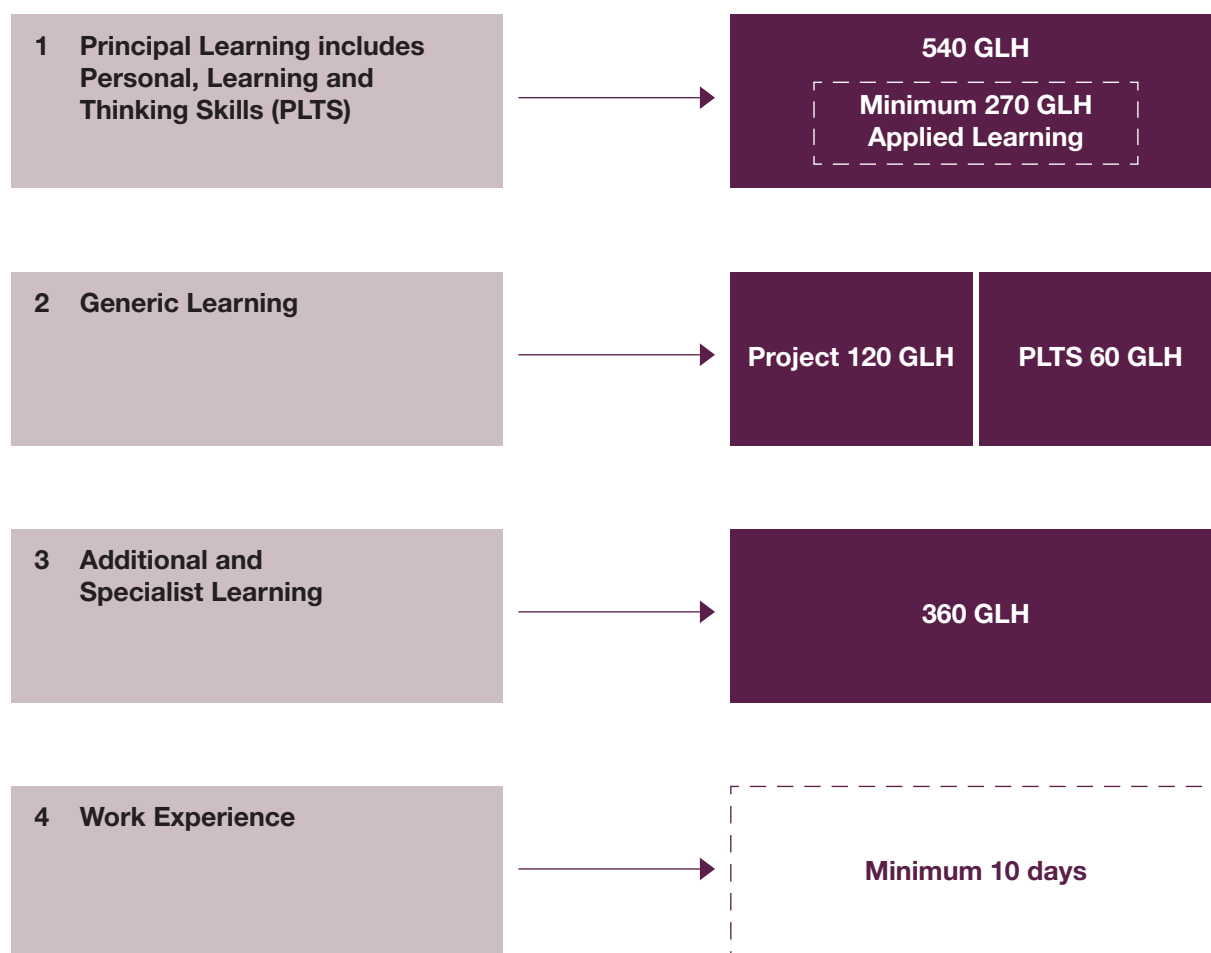 1 Principal Learning includes
Personal, Learning and
Thinking Skills (PLTS)
540 GLH
Minimum 270 GLH
Applied Learning
2 Generic Learning
Project 120 GLH
PLTS 60 GLH
3 Additional and
Specialist Learning
360 GLH
4 Work Experience
Minimum 10 days